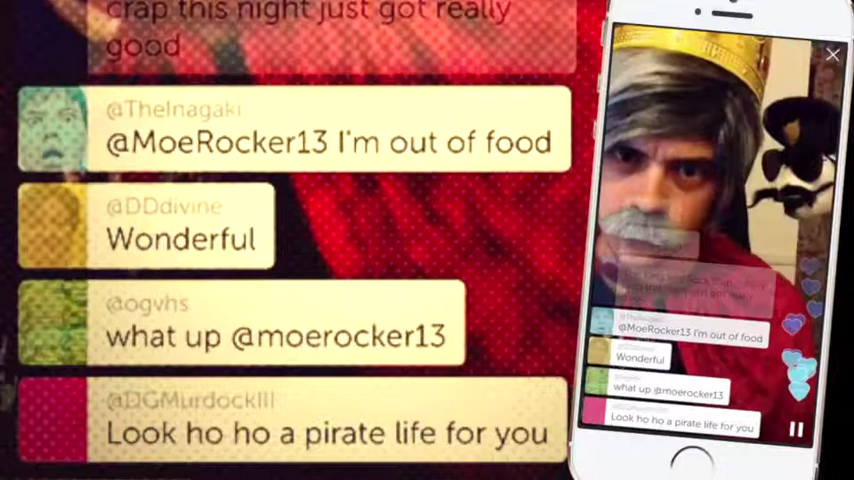 crap this night just got really
good
@TheInagaki
@MoeRocker13 I'm out of food
@DDdivine
Wonderful
@ogvhs
what up @moerocker13
@DGMurdockIII
Look ho ho a pirate life for you
@MoeRocker13 I'm out of food
Wonderful
what up @moerocker13
Look ho ho a pirate life for you